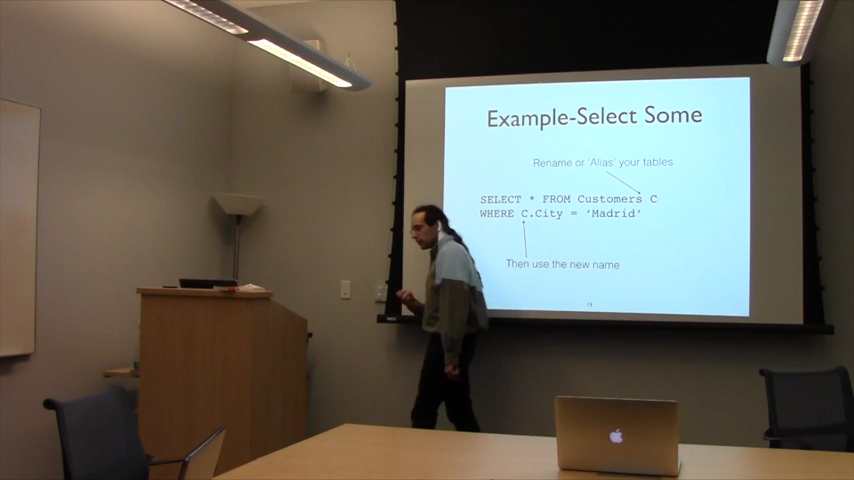 Example-Select Some
Rename or 'Alias' your tables
SELECT * FROM Customers C
WHERE C.City = 'Madrid'
Then use the new name